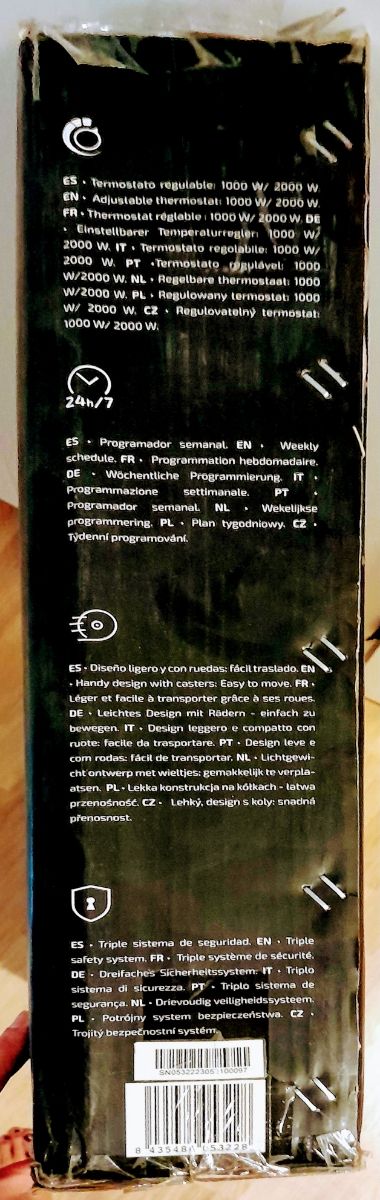 ES • Termostato regulable: 1000 W/ 2000 W.
EN • Adjustable thermostat: 1000 W/ 2000 W.
FR • Thermostat réglable : 1000 W/ 2000 W. DE
• Einstellbarer Temperaturregler: 1000 W/
2000 W. IT • Termostato regolabile: 1000 W/
2000 W. PT •Termostato regulável: 1000
W/2000 W. NL • Regelbare thermostaat: 1000
W/2000 W. PL • Regulowany termostat: 1000
W/ 2000 W. CZ • Regulovatelný termostat:
1000 W/ 2000 W.
24h/7
ES • Programador semanal. EN • Weekly
schedule. FR • Programmation hebdomadaire.
DE • Wöchentliche Programmierung. IT •
Programmazione settimanale. PT •
Programador semanal. NL • Wekelijkse
programmering. PL • Plan tygodniowy. CZ •
Týdenní programování.
ES • Diseño ligero y con ruedas: fácil traslado. EN
• Handy design with casters: Easy to move. FR •
Léger et facile à transporter grâce à ses roues.
DE • Leichtes Design mit Rädern - einfach zu
bewegen. IT • Design leggero e compatto con
ruote: facile da trasportare. PT • Design leve e
com rodas: fácil de transportar. NL • Lichtgewi-
cht ontwerp met wieltjes: gemakkelijk te verpla-
atsen. PL • Lekka konstrukcja na kółkach - łatwa
przenośność. CZ • Lehký, design s koly: snadná
přenosnost.
ES • Triple sistema de seguridad. EN • Triple
safety system. FR • Triple système de sécurité.
DE • Dreifaches Sicherheitssystem. IT • Triplo
sistema di sicurezza. PT • Triplo sistema de
segurança. NL • Drievoudig veiligheidssysteem.
PL • Potrójny system bezpieczeństwa. CZ •
Trojitý bezpečnostní systém.
SN053222305100097
8 435484 053228